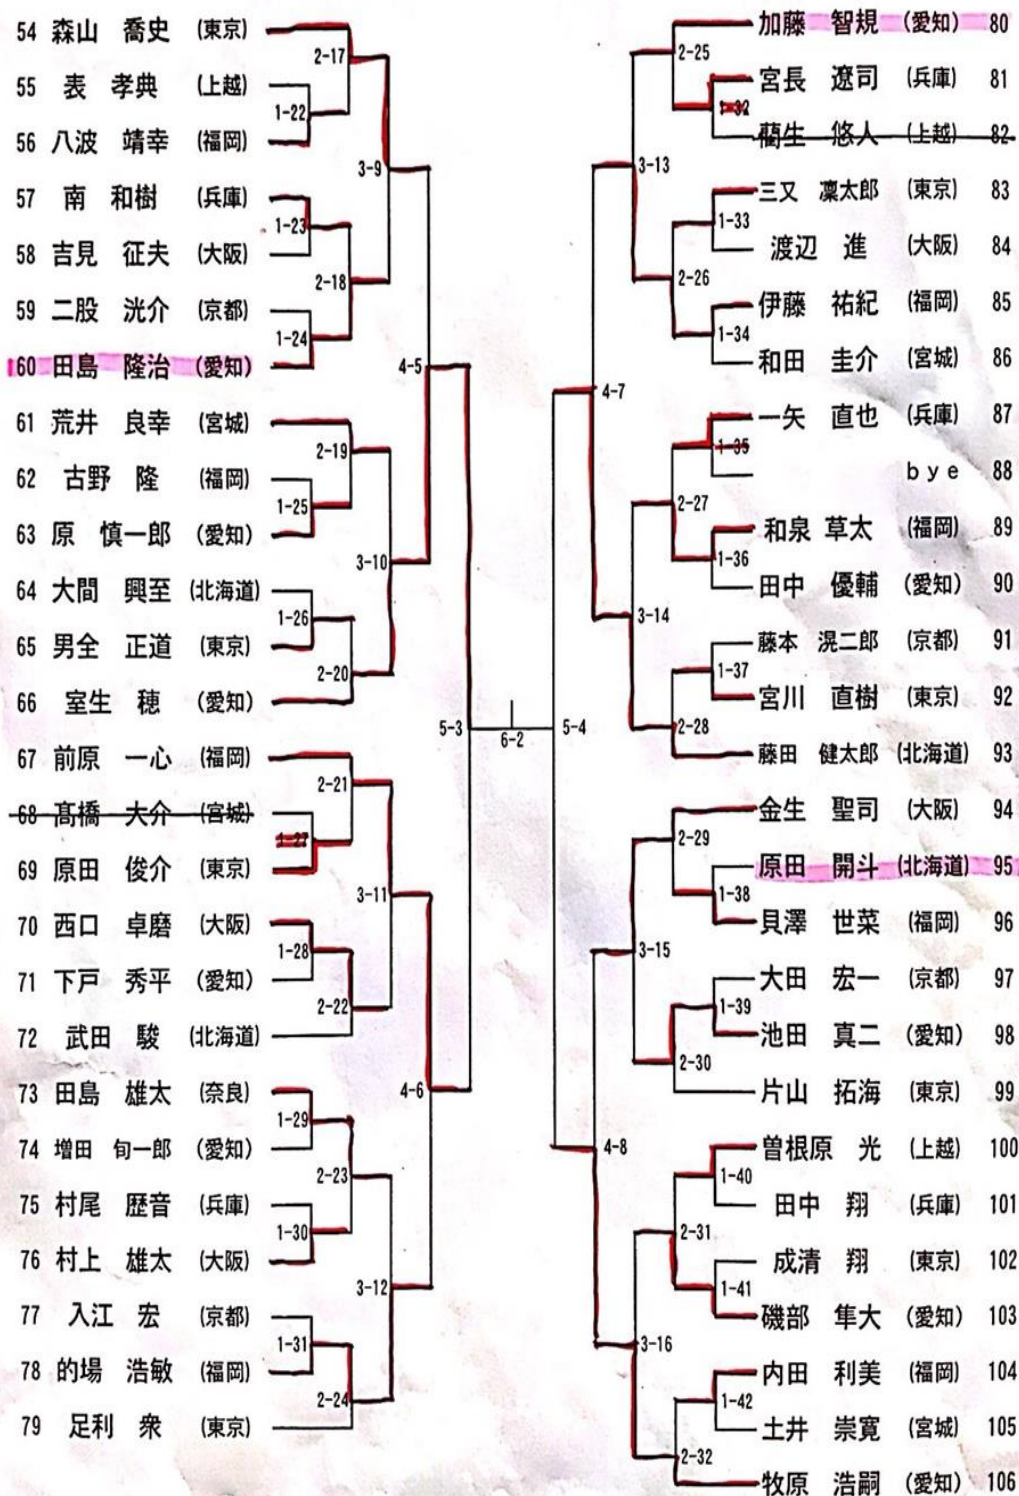 54 森山 喬史 (東京)
2-17
55 表 孝典 (上越)
1-22
56 八波 靖幸 (福岡)
3-9
57 南 和樹 (兵庫)
1-23
58 吉見 征夫 (大阪)
2-18
59 二股 洸介 (京都)
1-24
60 田島 隆治 (愛知)
4-5
61 荒井 良幸 (宮城)
2-19
62 古野 隆 (福岡)
1-25
63 原 慎一郎 (愛知)
3-10
64 大間 興至 (北海道)
1-26
65 男全 正道 (東京)
2-20
66 室生 穂 (愛知)
5-3
67 前原 一心 (福岡)
2-21
68 髙橋 大介 (宮城)
1-27
69 原田 俊介 (東京)
3-11
70 西口 卓磨 (大阪)
1-28
71 下戸 秀平 (愛知)
2-22
72 武田 駿 (北海道)
4-6
73 田島 雄太 (奈良)
1-29
74 増田 旬一郎 (愛知)
2-23
75 村尾 歴音 (兵庫)
1-30
76 村上 雄太 (大阪)
3-12
77 入江 宏 (京都)
1-31
78 的場 浩敏 (福岡)
2-24
79 足利 衆 (東京)
6-2
加藤 智規 (愛知) 80
2-25
宮長 遼司 (兵庫) 81
1-32
藺生 悠人 (上越) 82
3-13
三又 凜太郎 (東京) 83
1-33
渡辺 進 (大阪) 84
2-26
伊藤 祐紀 (福岡) 85
1-34
和田 圭介 (宮城) 86
4-7
一矢 直也 (兵庫) 87
1-35
bye 88
2-27
和泉 草太 (福岡) 89
1-36
田中 優輔 (愛知) 90
3-14
藤本 滉二郎 (京都) 91
1-37
宮川 直樹 (東京) 92
2-28
藤田 健太郎 (北海道) 93
5-4
金生 聖司 (大阪) 94
2-29
原田 開斗 (北海道) 95
1-38
貝澤 世菜 (福岡) 96
3-15
大田 宏一 (京都) 97
1-39
池田 真二 (愛知) 98
2-30
片山 拓海 (東京) 99
4-8
曽根原 光 (上越) 100
1-40
田中 翔 (兵庫) 101
2-31
成清 翔 (東京) 102
1-41
磯部 隼大 (愛知) 103
3-16
内田 利美 (福岡) 104
1-42
土井 崇寛 (宮城) 105
2-32
牧原 浩嗣 (愛知) 106